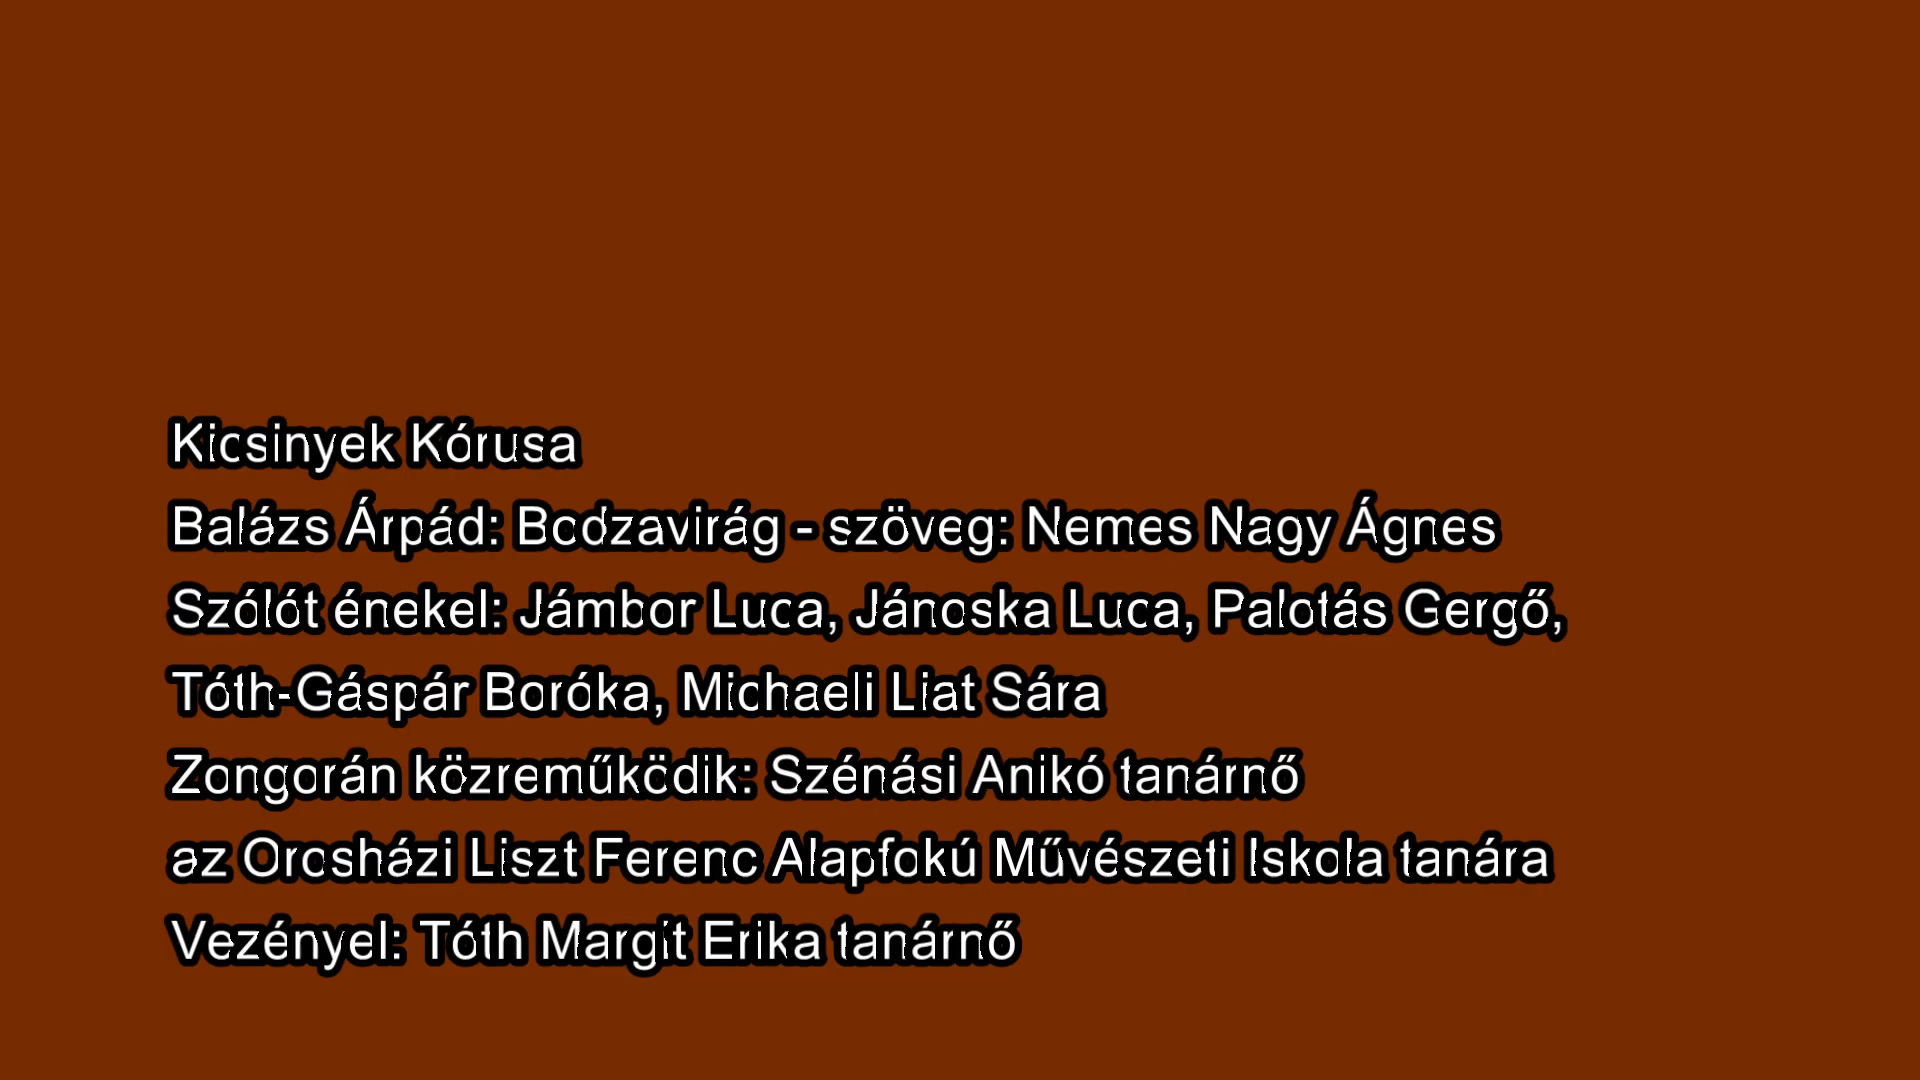 Kicsinyek Kórusa
Balázs Árpád: Bodzavirág - szöveg: Nemes Nagy Ágnes
Szólót énekel: Jámbor Luca, Jánoska Luca, Palotás Gergő,
Tóth-Gáspár Boróka, Michaeli Liat Sára
Zongorán közreműködik: Szénási Anikó tanárnő
az Orosházi Liszt Ferenc Alapfokú Művészeti Iskola tanára
Vezényel: Tóth Margit Erika tanárnő